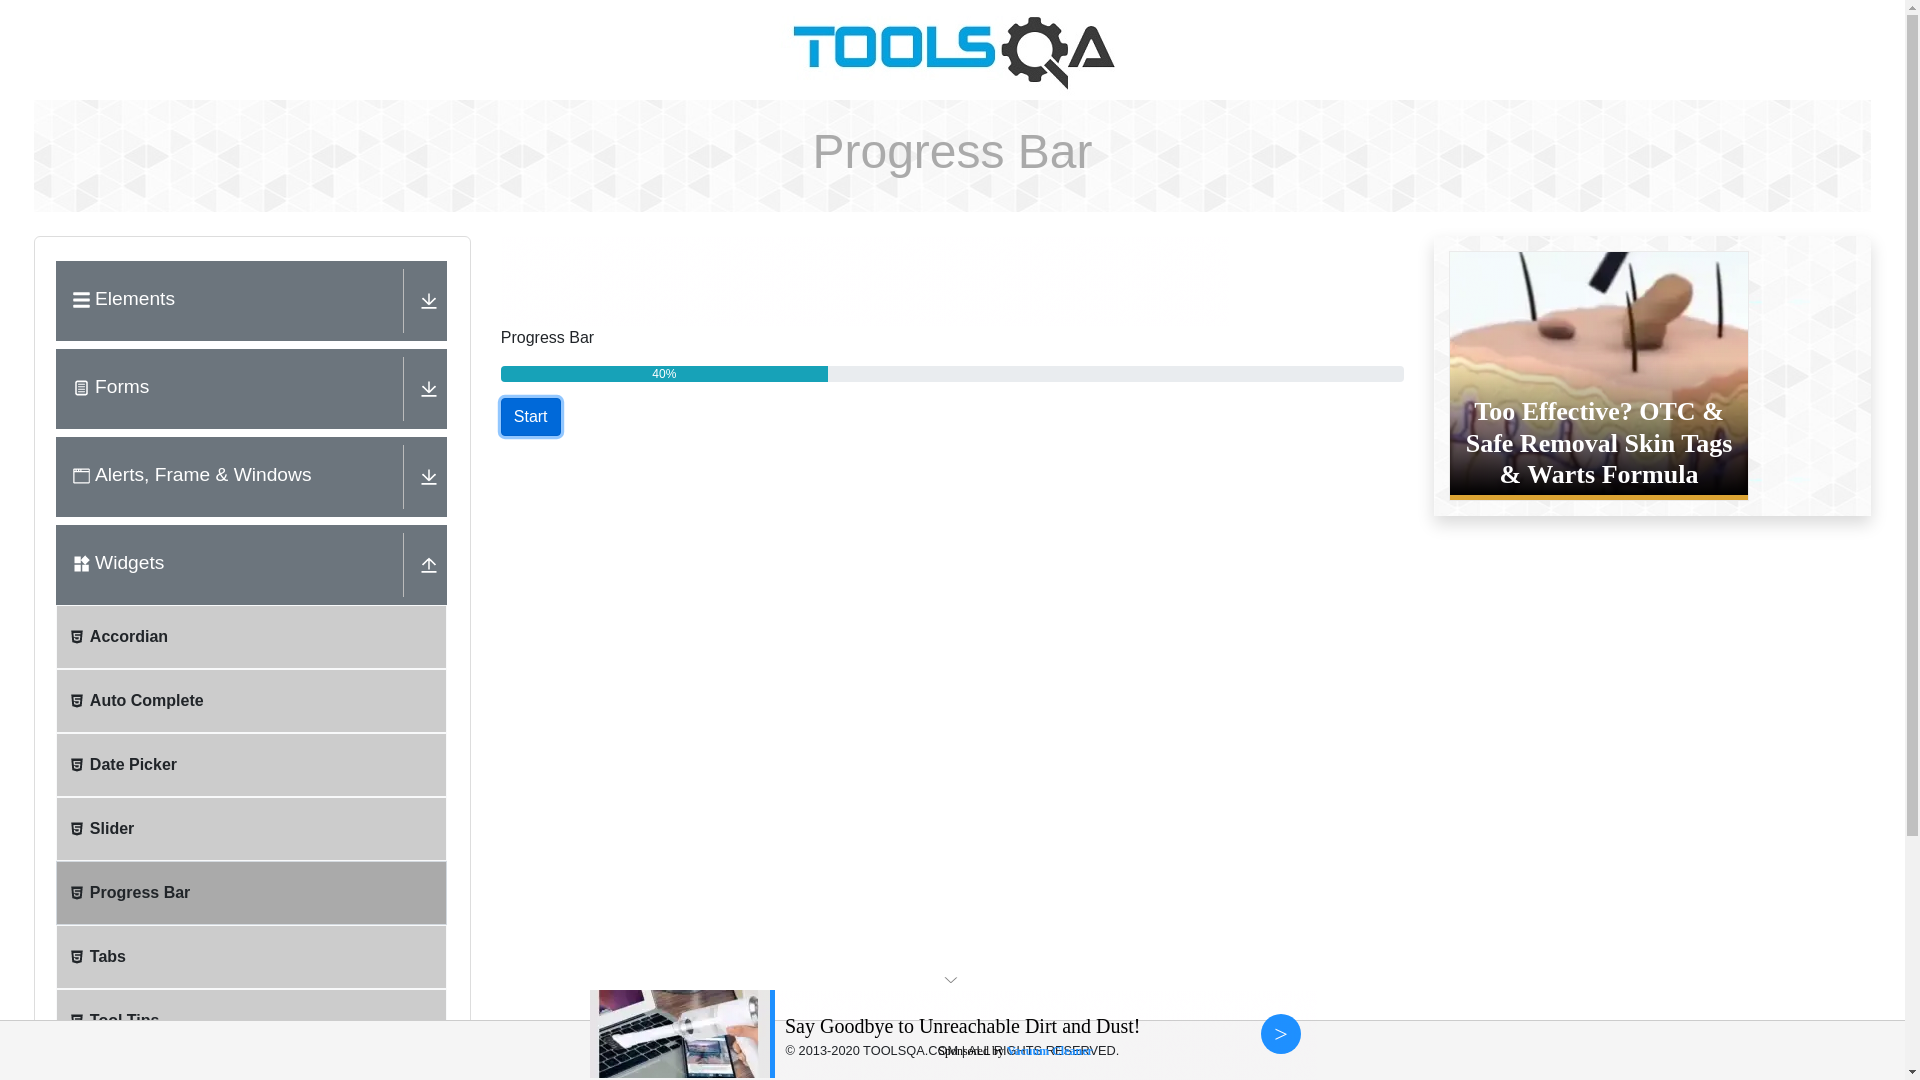 TOOLSQA
Progress Bar
Elements
Forms
Alerts, Frame & Windows
Widgets
Accordian
Auto Complete
Date Picker
Slider
Progress Bar
Tabs
Tool Tips
Progress Bar
40%
Start
Too Effective? OTC &
Safe Removal Skin Tags
& Warts Formula
Say Goodbye to Unreachable Dirt and Dust!
>
© 2013-2020 TOOLSQA.COM | ALL RIGHTS RESERVED.
Sponsored by